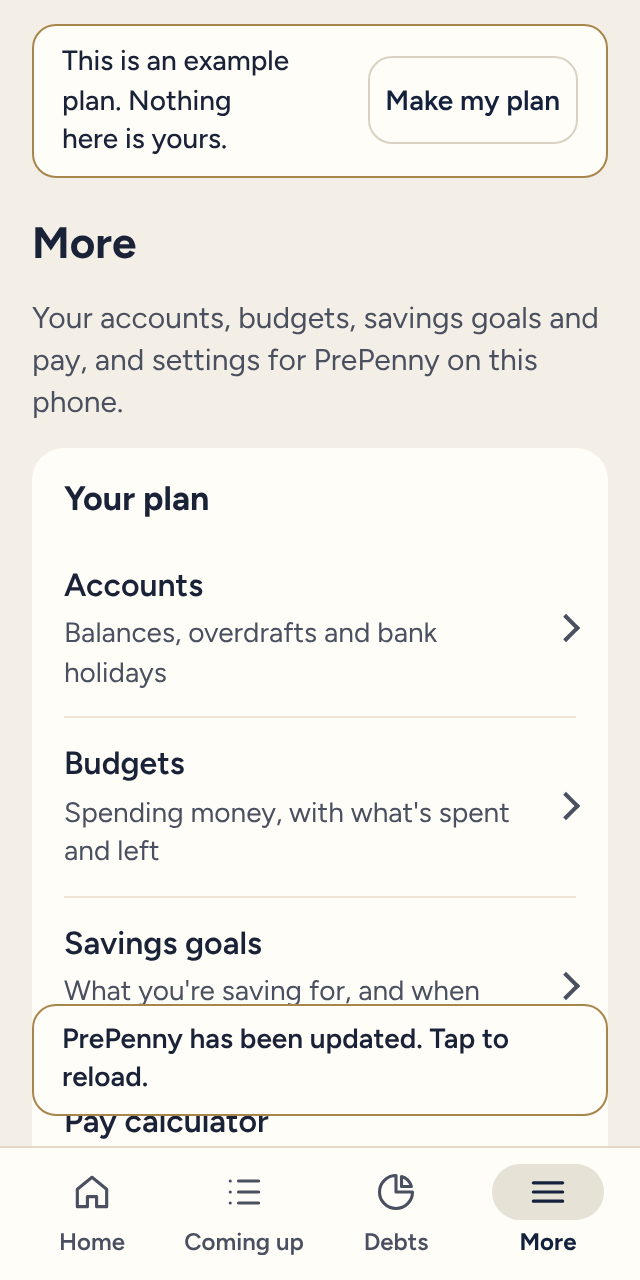 This is an example
plan. Nothing
here is yours.
Make my plan
More
Your accounts, budgets, savings goals and
pay, and settings for PrePenny on this
phone.
Your plan
Accounts
Balances, overdrafts and bank
holidays
Budgets
Spending money, with what's spent
and left
Savings goals
What you're saving for, and when
PrePenny has been updated. Tap to
reload.
Pay calculator
Home
Coming up
Debts
More